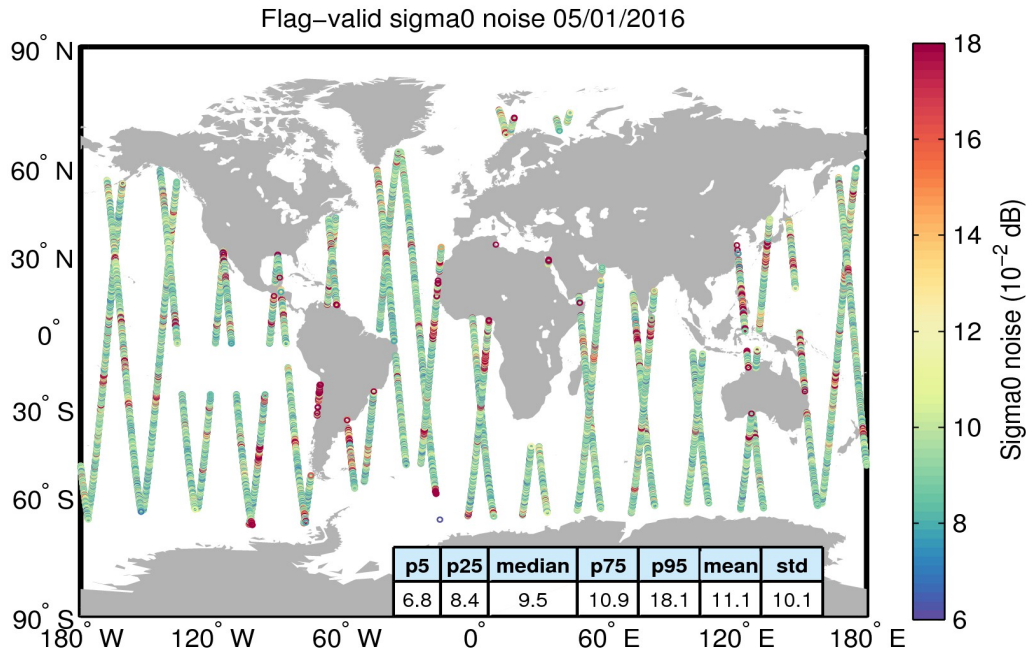 Flag−valid sigma0 noise 05/01/2016
90° N
60° N
30° N
0°
30° S
60° S
90° S
180° W
120° W
60° W
0°
60° E
120° E
180° E
p5 p25 median p75 p95 mean std
6.8 8.4 9.5 10.9 18.1 11.1 10.1
18
16
14
12
10
8
6
Sigma0 noise (10⁻² dB)